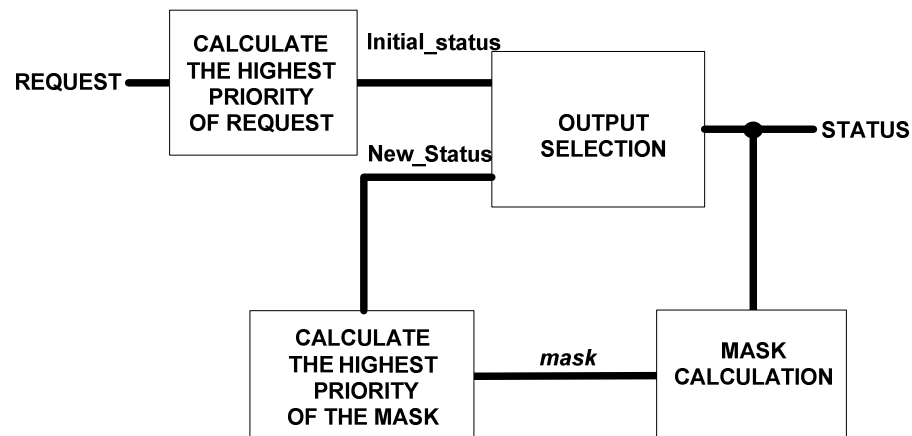 CALCULATE
THE HIGHEST
PRIORITY
OF REQUEST
REQUEST
Initial_status
OUTPUT
SELECTION
STATUS
New_Status
CALCULATE
THE HIGHEST
PRIORITY
OF THE MASK
mask
MASK
CALCULATION